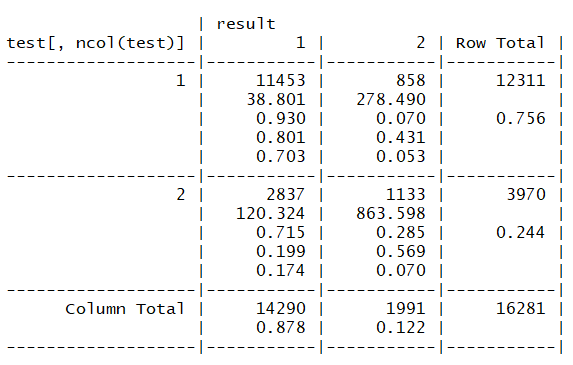 | result
test[, ncol(test)] |         1 |         2 | Row Total |
-------------------|-----------|-----------|-----------|
                 1 |     11453 |       858 |     12311 |
                   |    38.801 |   278.490 |           |
                   |     0.930 |     0.070 |     0.756 |
                   |     0.801 |     0.431 |           |
                   |     0.703 |     0.053 |           |
-------------------|-----------|-----------|-----------|
                 2 |      2837 |      1133 |      3970 |
                   |   120.324 |   863.598 |           |
                   |     0.715 |     0.285 |     0.244 |
                   |     0.199 |     0.569 |           |
                   |     0.174 |     0.070 |           |
-------------------|-----------|-----------|-----------|
      Column Total |     14290 |      1991 |     16281 |
                   |     0.878 |     0.122 |           |
-------------------|-----------|-----------|-----------|